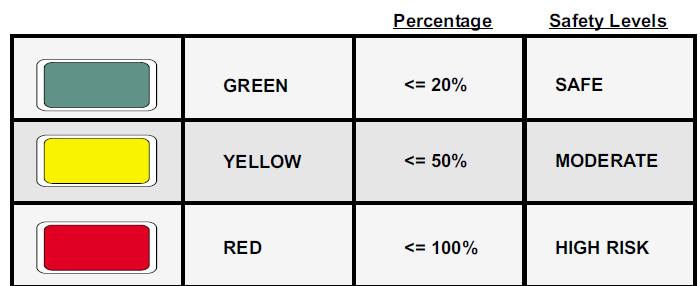 Percentage Safety Levels
GREEN <= 20% SAFE
YELLOW <= 50% MODERATE
RED <= 100% HIGH RISK